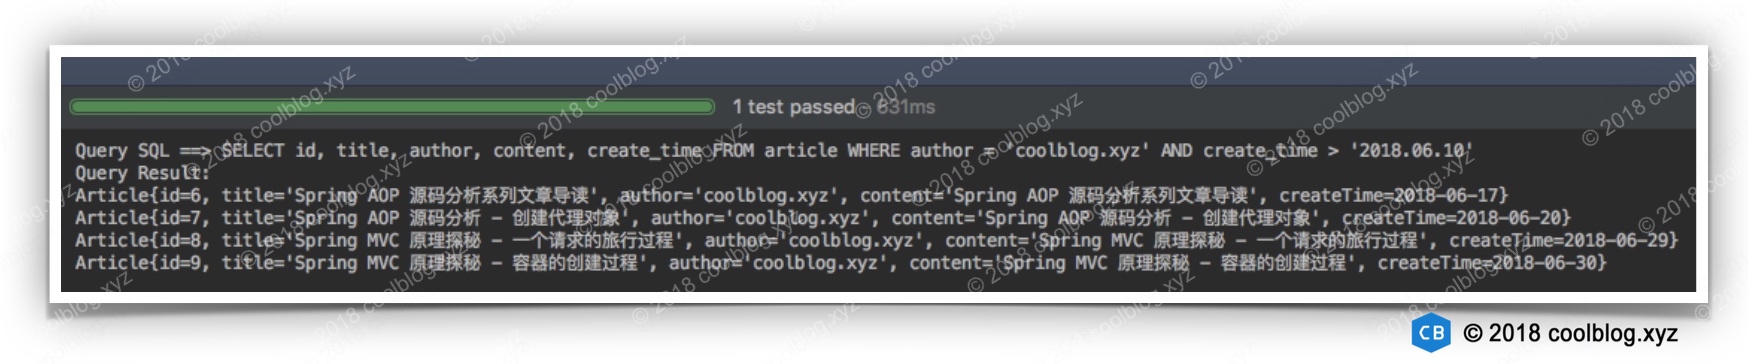 1 test passed - 631ms
Query SQL ==> SELECT id, title, author, content, create_time FROM article WHERE author = 'coolblog.xyz' AND create_time > '2018.06.10'
Query Result:
Article{id=6, title='Spring AOP 源码分析系列文章导读', author='coolblog.xyz', content='Spring AOP 源码分析系列文章导读', createTime=2018-06-17}
Article{id=7, title='Spring AOP 源码分析 - 创建代理对象', author='coolblog.xyz', content='Spring AOP 源码分析 - 创建代理对象', createTime=2018-06-20}
Article{id=8, title='Spring MVC 原理探秘 - 一个请求的旅行过程', author='coolblog.xyz', content='Spring MVC 原理探秘 - 一个请求的旅行过程', createTime=2018-06-29}
Article{id=9, title='Spring MVC 原理探秘 - 容器的创建过程', author='coolblog.xyz', content='Spring MVC 原理探秘 - 容器的创建过程', createTime=2018-06-30}
CB © 2018 coolblog.xyz